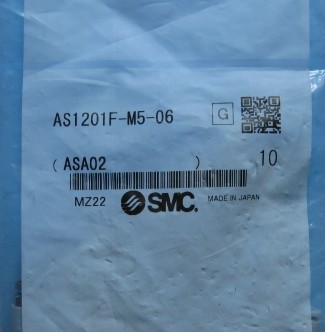 AS1201F-M5-06 G
( ASA02 ) 10
MZ22 SMC. MADE IN JAPAN